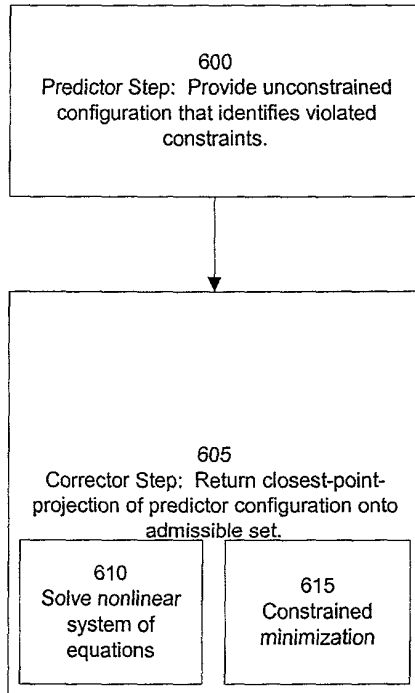 600
Predictor Step:  Provide unconstrained
configuration that identifies violated
constraints.
605
Corrector Step:  Return closest-point-
projection of predictor configuration onto
admissible set.
610
Solve nonlinear
system of
equations
615
Constrained
minimization